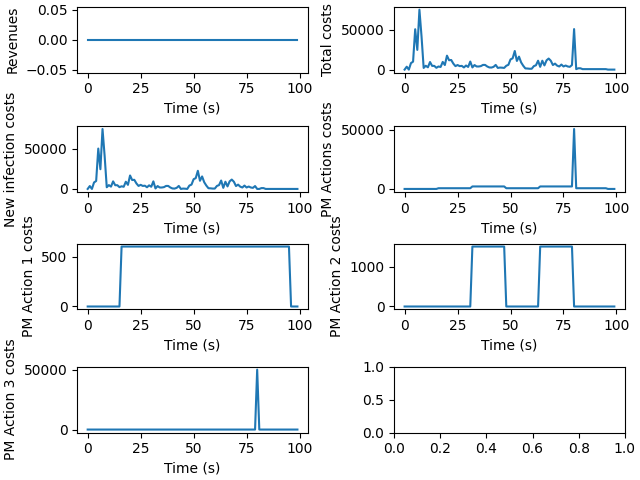 Revenues
0.05
0.00
−0.05
0 25 50 75 100
Time (s)
Total costs
50000
0
0 25 50 75 100
Time (s)
New infection costs
50000
0
0 25 50 75 100
Time (s)
PM Actions costs
50000
0
0 25 50 75 100
Time (s)
PM Action 1 costs
500
0
0 25 50 75 100
Time (s)
PM Action 2 costs
1000
0
0 25 50 75 100
Time (s)
PM Action 3 costs
50000
0
0 25 50 75 100
Time (s)
1.0
0.5
0.0
0.0 0.2 0.4 0.6 0.8 1.0